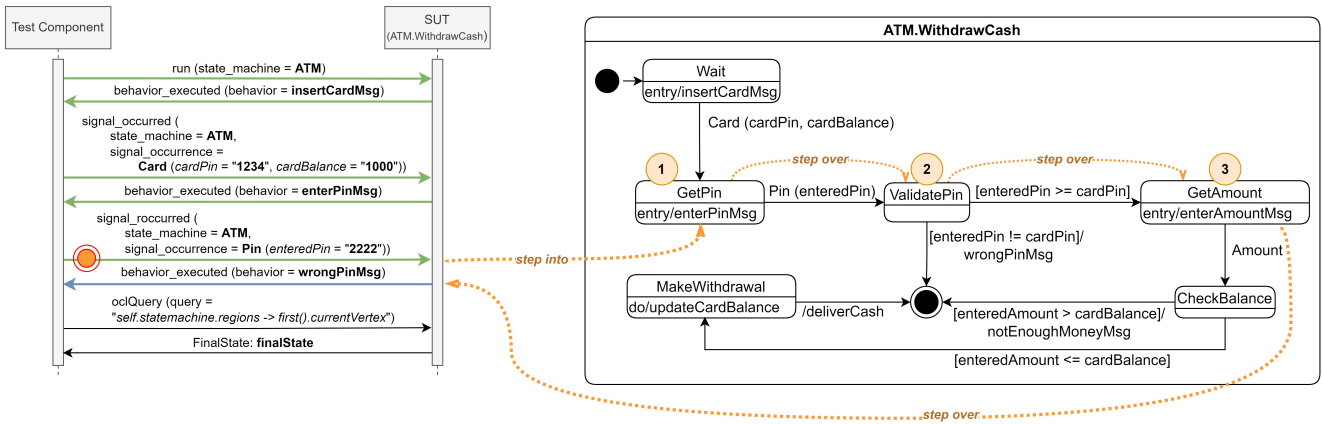 Test Component
SUT
(ATM.WithdrawCash)
run (state_machine = ATM)
behavior_executed (behavior = insertCardMsg)
signal_occurred (
state_machine = ATM,
signal_occurrence =
Card (cardPin = "1234", cardBalance = "1000"))
behavior_executed (behavior = enterPinMsg)
signal_roccurred (
state_machine = ATM,
signal_occurrence = Pin (enteredPin = "2222"))
behavior_executed (behavior = wrongPinMsg)
oclQuery (query =
"self.statemachine.regions -> first().currentVertex")
FinalState: finalState
step into
ATM.WithdrawCash
Wait
entry/insertCardMsg
Card (cardPin, cardBalance)
1
step over
2
step over
3
GetPin
entry/enterPinMsg
Pin (enteredPin)
ValidatePin
[enteredPin >= cardPin]
GetAmount
entry/enterAmountMsg
[enteredPin != cardPin]/
wrongPinMsg
Amount
MakeWithdrawal
do/updateCardBalance
/deliverCash
[enteredAmount > cardBalance]/
notEnoughMoneyMsg
CheckBalance
[enteredAmount <= cardBalance]
step over